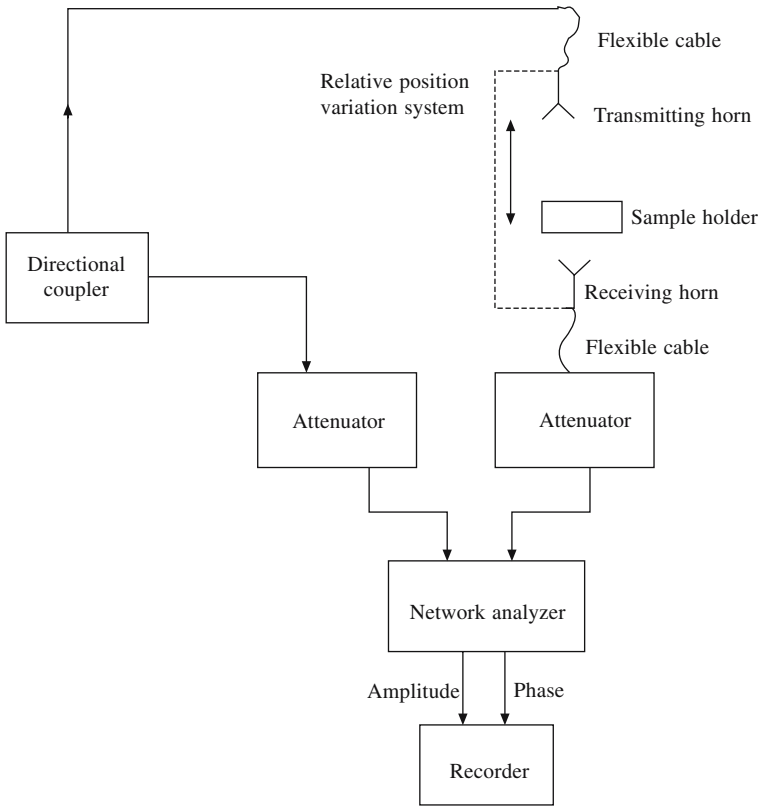 Flexible cable
Relative position
variation system
Transmitting horn
Sample holder
Directional
coupler
Receiving horn
Flexible cable
Attenuator
Attenuator
Network analyzer
Amplitude
Phase
Recorder